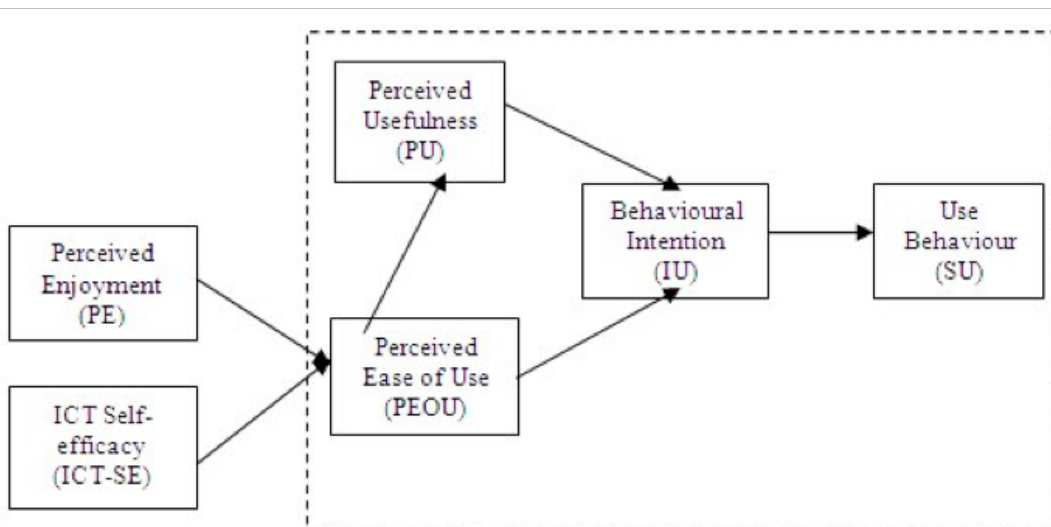 Perceived
Usefulness
(PU)
Behavioural
Intention
(IU)
Use
Behaviour
(SU)
Perceived
Enjoyment
(PE)
Perceived
Ease of Use
(PEOU)
ICT Self-
efficacy
(ICT-SE)